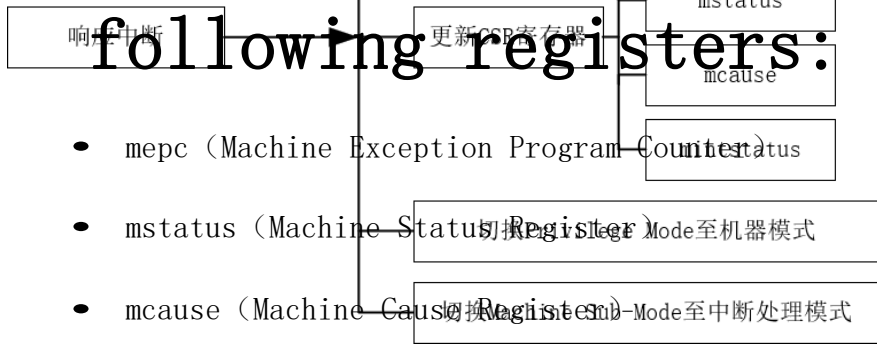 mstatus
响应中断
更新CSR寄存器
following registers:
mcause
• mepc（Machine Exception Program Counter）
mintstatus
• mstatus（Machine Status Register）
切换Privilege Mode至机器模式
• mcause（Machine Cause Register）
切换Machine Sub-Mode至中断处理模式